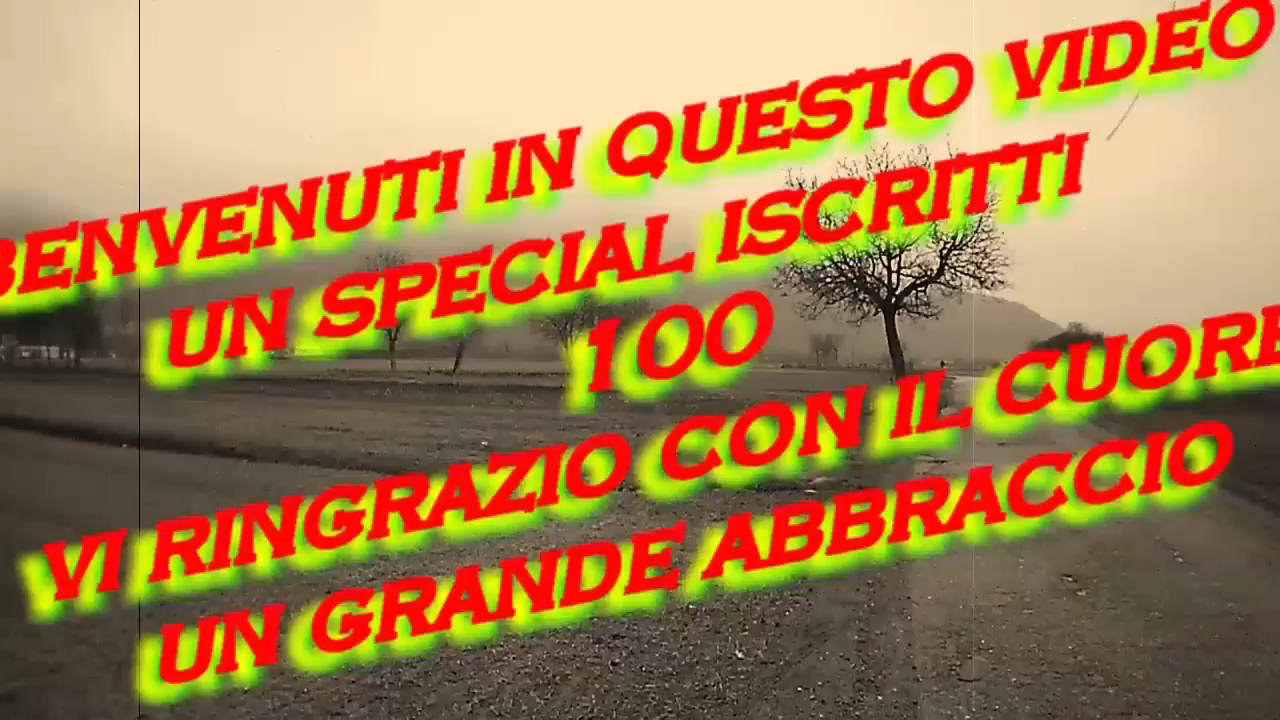 BENVENUTI IN QUESTO VIDEO
UN SPECIAL ISCRITTI
100
VI RINGRAZIO CON IL CUORE
UN GRANDE ABBRACCIO